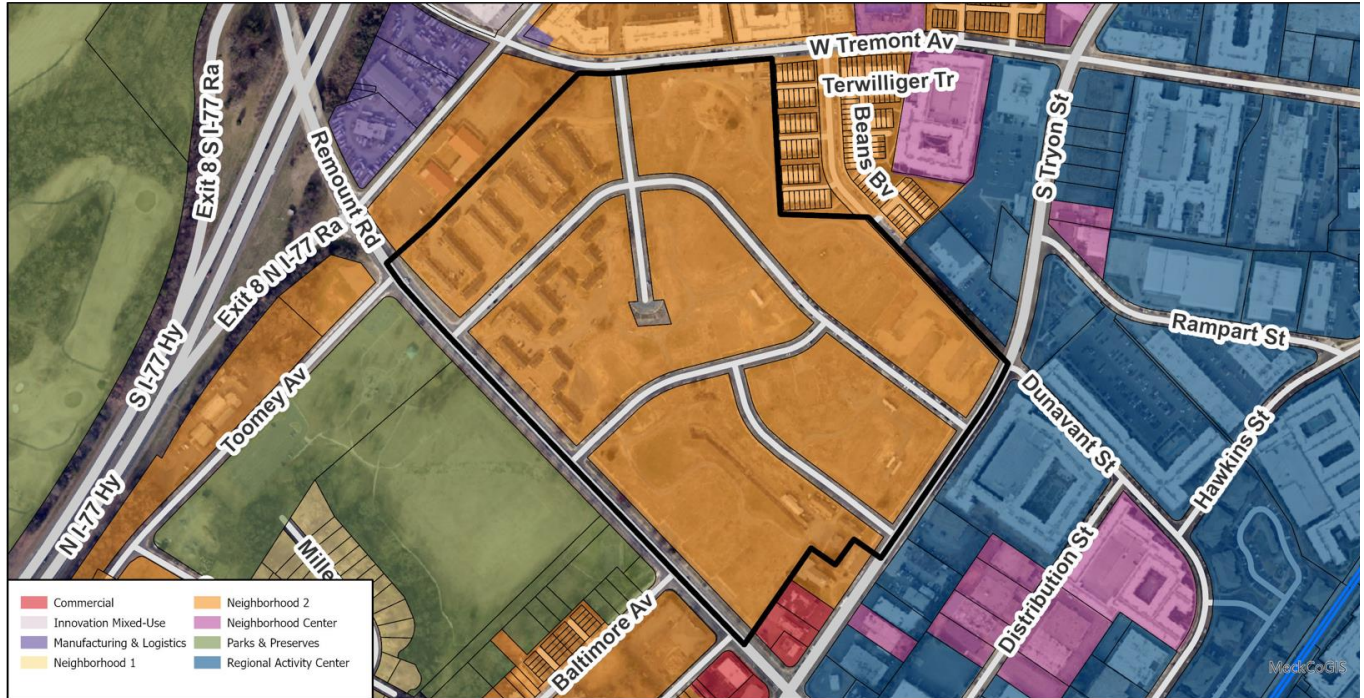 W Tremont Av
Terwilliger Tr
Beans Bv
S Tryon St
Exit 8 S I-77 Ra
Remount Rd
Exit 8 N I-77 Ra
S I-77 Hy
Toomey Av
N I-77 Hy
Rampart St
Dunavant St
Hawkins St
Distribution St
Baltimore Av
Mille
Commercial
Innovation Mixed-Use
Manufacturing & Logistics
Neighborhood 1
Neighborhood 2
Neighborhood Center
Parks & Preserves
Regional Activity Center
MeckCoGIS